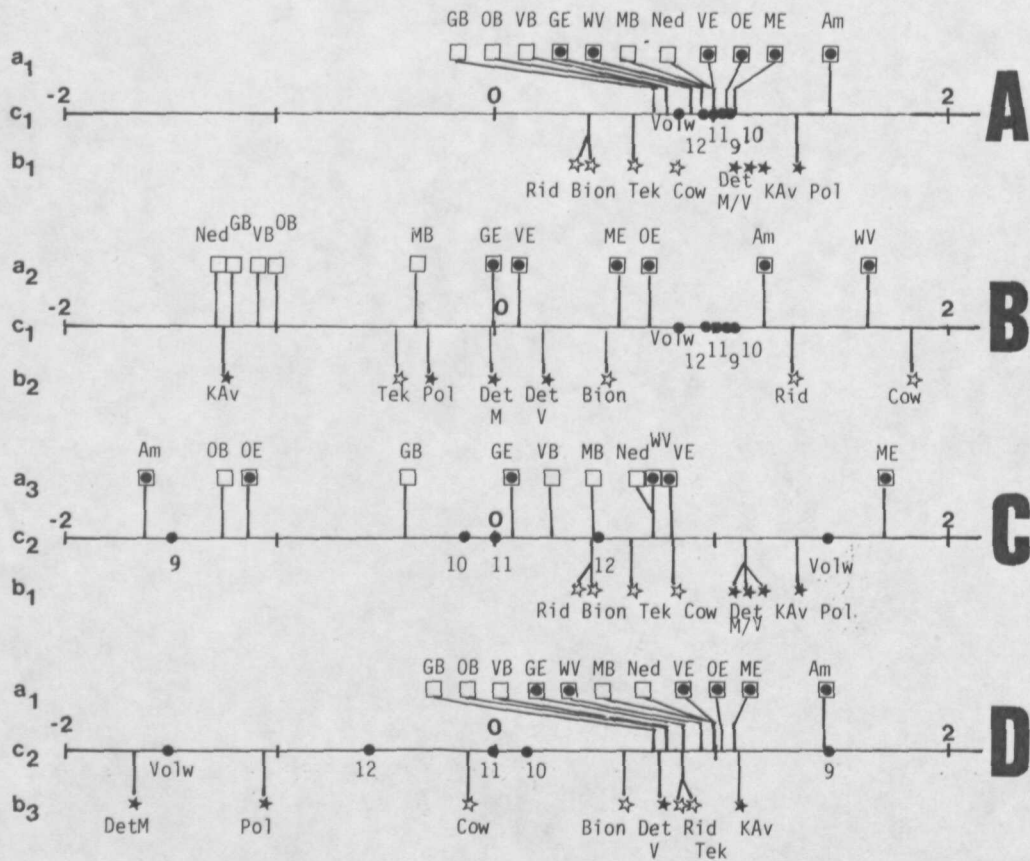 GB OB VB GE WV MB Ned VE OE ME Am
a1
-2 0 2
c1 A
Volw 12 11 9 10
b1
Rid Bion Tek Cow Det M/V KAv Pol
Ned GB VB OB MB GE VE ME OE Am WV
a2
-2 0 2
c1 B
Volw 12 11 9 10
b2
KAv Tek Pol Det M Det V Bion Rid Cow
Am OB OE GB GE VB MB Ned WV VE ME
a3
-2 0 2
c2 C
9 10 11 12 Volw
b1
Rid Bion Tek Cow Det M/V KAv Pol
GB OB VB GE WV MB Ned VE OE ME Am
a1
-2 0 2
c2 D
Volw 12 11 10 9
b3
DetM Pol Cow Bion Det V Rid Tek KAv